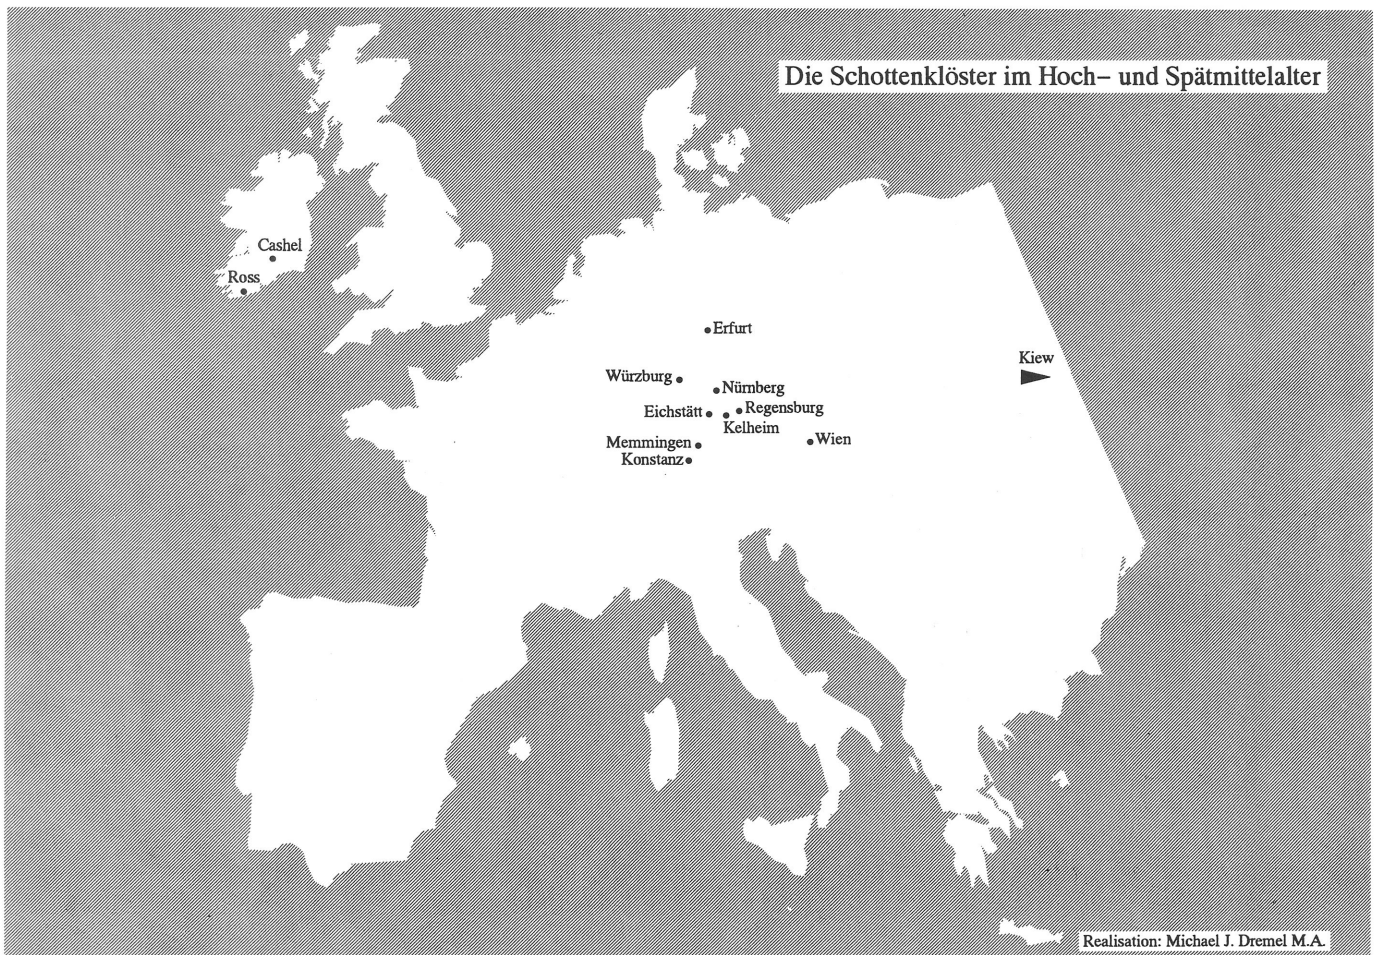 Die Schottenklöster im Hoch– und Spätmittelalter
Cashel
Ross
Erfurt
Kiew
Würzburg
Nürnberg
Eichstätt
Regensburg
Kelheim
Wien
Memmingen
Konstanz
Realisation: Michael J. Dremel M.A.